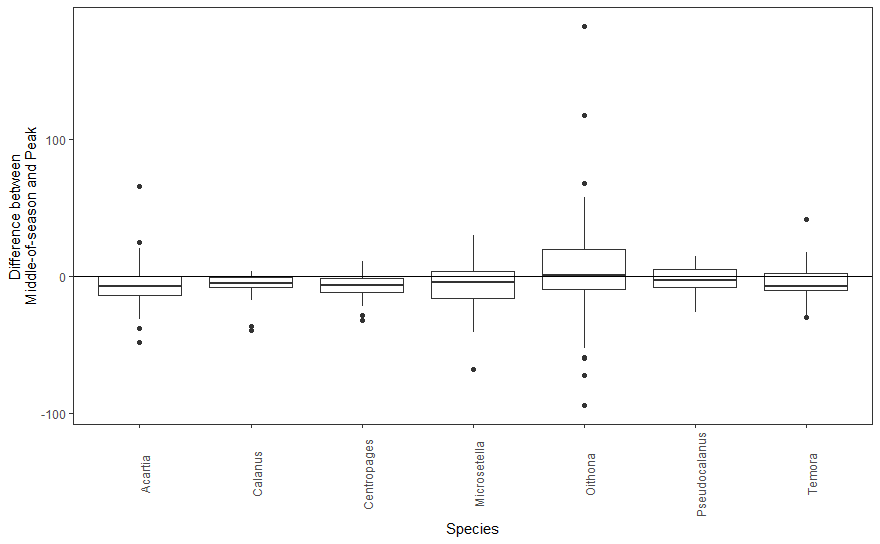 Difference between
Middle-of-season and Peak
100
0
-100
Acartia
Calanus
Centropages
Microsetella
Oithona
Pseudocalanus
Temora
Species